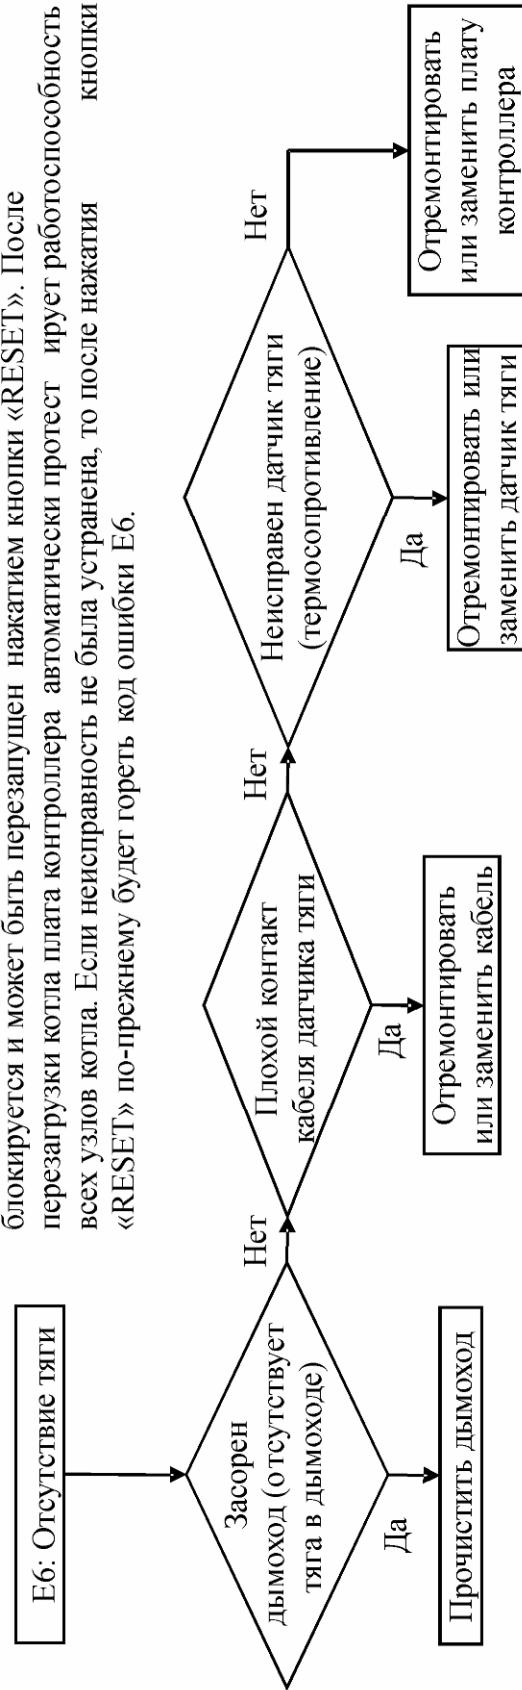 блокируется и может быть перезапущен нажатием кнопки «RESET». После
перезагрузки котла плата контроллера автоматически протест ирует работоспособность
всех узлов котла. Если неисправность не была устранена, то после нажатия кнопки
«RESET» по-прежнему будет гореть код ошибки E6.
E6: Отсутствие тяги
Засорен
дымоход (отсутствует
тяга в дымоходе)
Да
Прочистить дымоход
Нет
Плохой контакт
кабеля датчика тяги
Да
Отремонтировать
или заменить кабель
Нет
Неисправен датчик тяги
(термосопротивление)
Да
Отремонтировать или
заменить датчик тяги
Нет
Отремонтировать
или заменить плату
контроллера